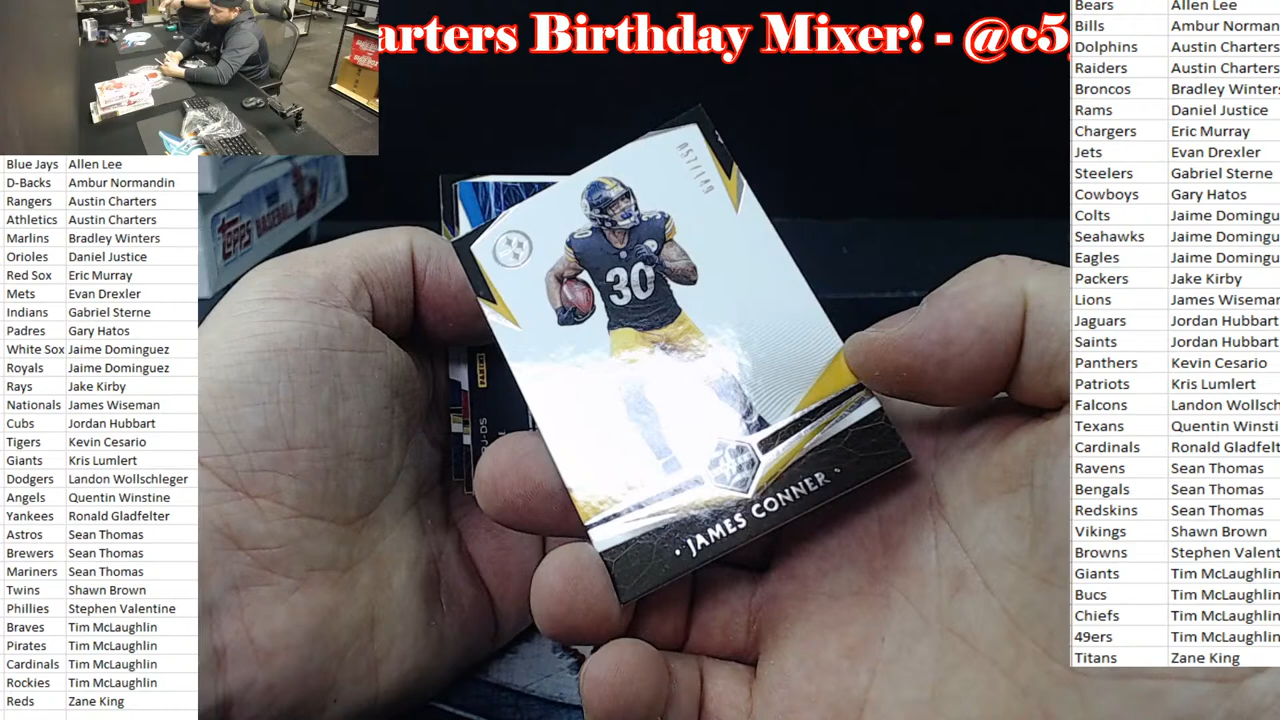 arters Birthday Mixer! - @c5
Blue Jays Allen Lee
D-Backs Ambur Normandin
Rangers Austin Charters
Athletics Austin Charters
Marlins Bradley Winters
Orioles Daniel Justice
Red Sox Eric Murray
Mets Evan Drexler
Indians Gabriel Sterne
Padres Gary Hatos
White Sox Jaime Dominguez
Royals Jaime Dominguez
Rays Jake Kirby
Nationals James Wiseman
Cubs Jordan Hubbart
Tigers Kevin Cesario
Giants Kris Lumlert
Dodgers Landon Wollschleger
Angels Quentin Winstine
Yankees Ronald Gladfelter
Astros Sean Thomas
Brewers Sean Thomas
Mariners Sean Thomas
Twins Shawn Brown
Phillies Stephen Valentine
Braves Tim McLaughlin
Pirates Tim McLaughlin
Cardinals Tim McLaughlin
Rockies Tim McLaughlin
Reds Zane King
TOPPS BASEBALL
057/149
30
PANINI
OJ-DS
· JAMES CONNER ·
Bears Allen Lee
Bills Ambur Norman
Dolphins Austin Charters
Raiders Austin Charters
Broncos Bradley Winters
Rams Daniel Justice
Chargers Eric Murray
Jets Evan Drexler
Steelers Gabriel Sterne
Cowboys Gary Hatos
Colts Jaime Domingu
Seahawks Jaime Domingu
Eagles Jaime Domingu
Packers Jake Kirby
Lions James Wiseman
Jaguars Jordan Hubbart
Saints Jordan Hubbart
Panthers Kevin Cesario
Patriots Kris Lumlert
Falcons Landon Wollsch
Texans Quentin Winsti
Cardinals Ronald Gladfelt
Ravens Sean Thomas
Bengals Sean Thomas
Redskins Sean Thomas
Vikings Shawn Brown
Browns Stephen Valent
Giants Tim McLaughlin
Bucs Tim McLaughlin
Chiefs Tim McLaughlin
49ers Tim McLaughlin
Titans Zane King